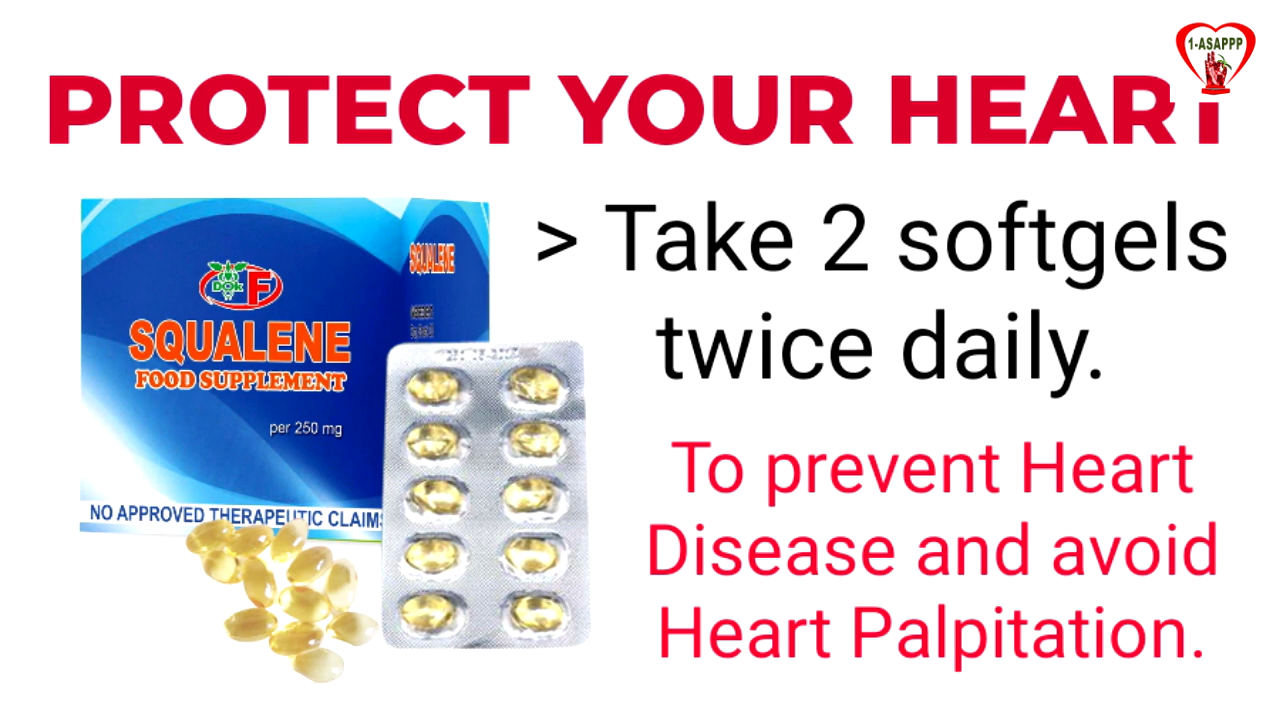 1-ASAPPP
PROTECT YOUR HEART
> Take 2 softgels
twice daily.
To prevent Heart
Disease and avoid
Heart Palpitation.
DOk F
SQUALENE
FOOD SUPPLEMENT
per 250 mg
NO APPROVED THERAPEUTIC CLAIMS
SQUALENE